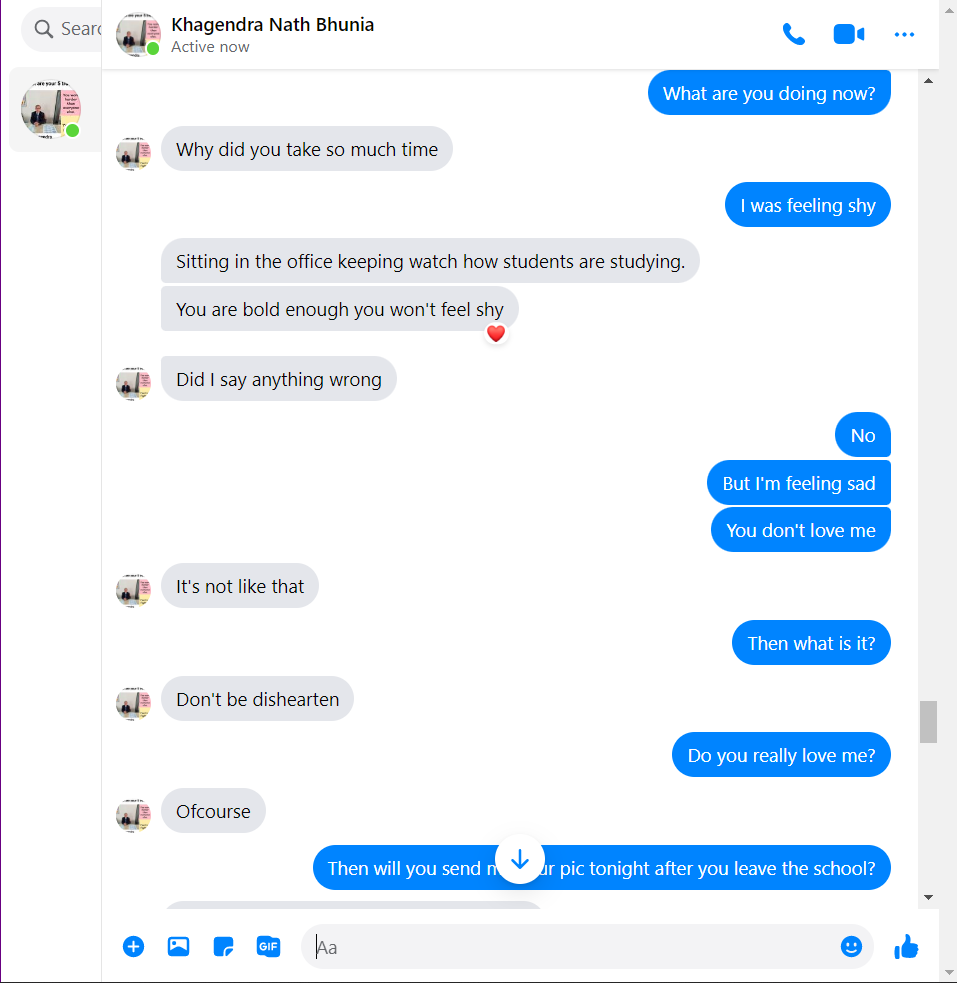 Sear
Khagendra Nath Bhunia
Active now
What are you doing now?
Why did you take so much time
I was feeling shy
Sitting in the office keeping watch how students are studying.
You are bold enough you won't feel shy
Did I say anything wrong
No
But I'm feeling sad
You don't love me
It's not like that
Then what is it?
Don't be dishearten
Do you really love me?
Ofcourse
Then will you send pic tonight after you leave the school?
GIF
Aa